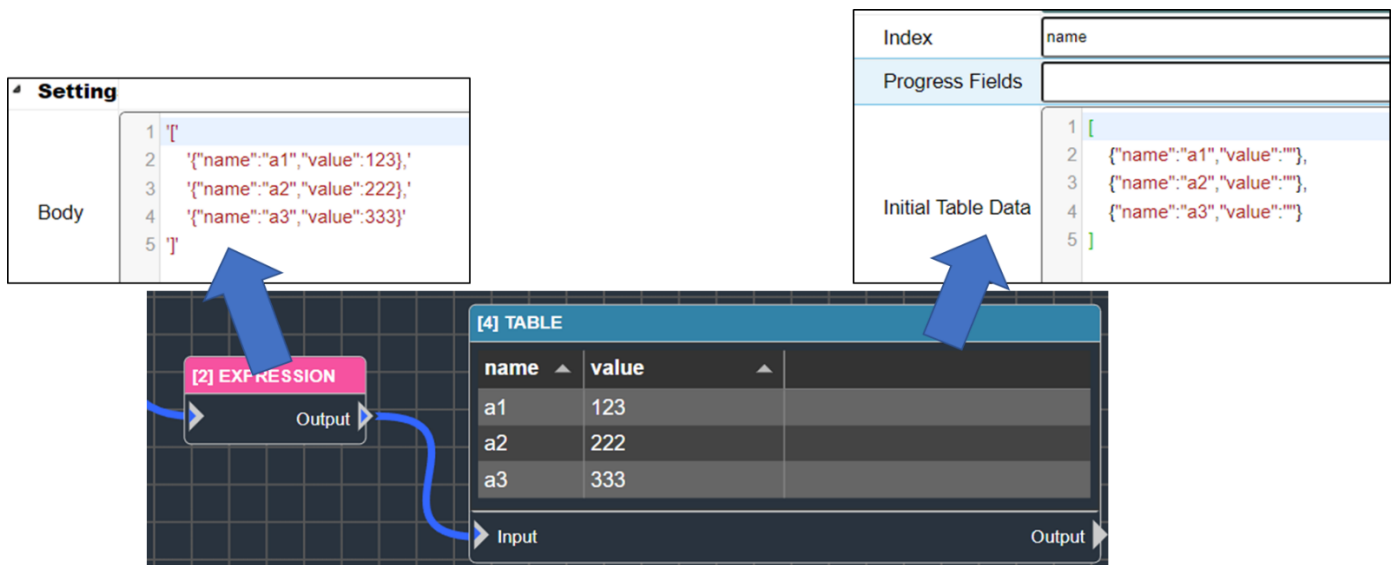 Setting
Body
1 '['
2 '{"name":"a1","value":123},'
3 '{"name":"a2","value":222},'
4 '{"name":"a3","value":333}'
5 ']'
Index
name
Progress Fields
Initial Table Data
1 [
2 {"name":"a1","value":""},
3 {"name":"a2","value":""},
4 {"name":"a3","value":""}
5 ]
[2] EXPRESSION
Output
[4] TABLE
name value
a1 123
a2 222
a3 333
Input
Output